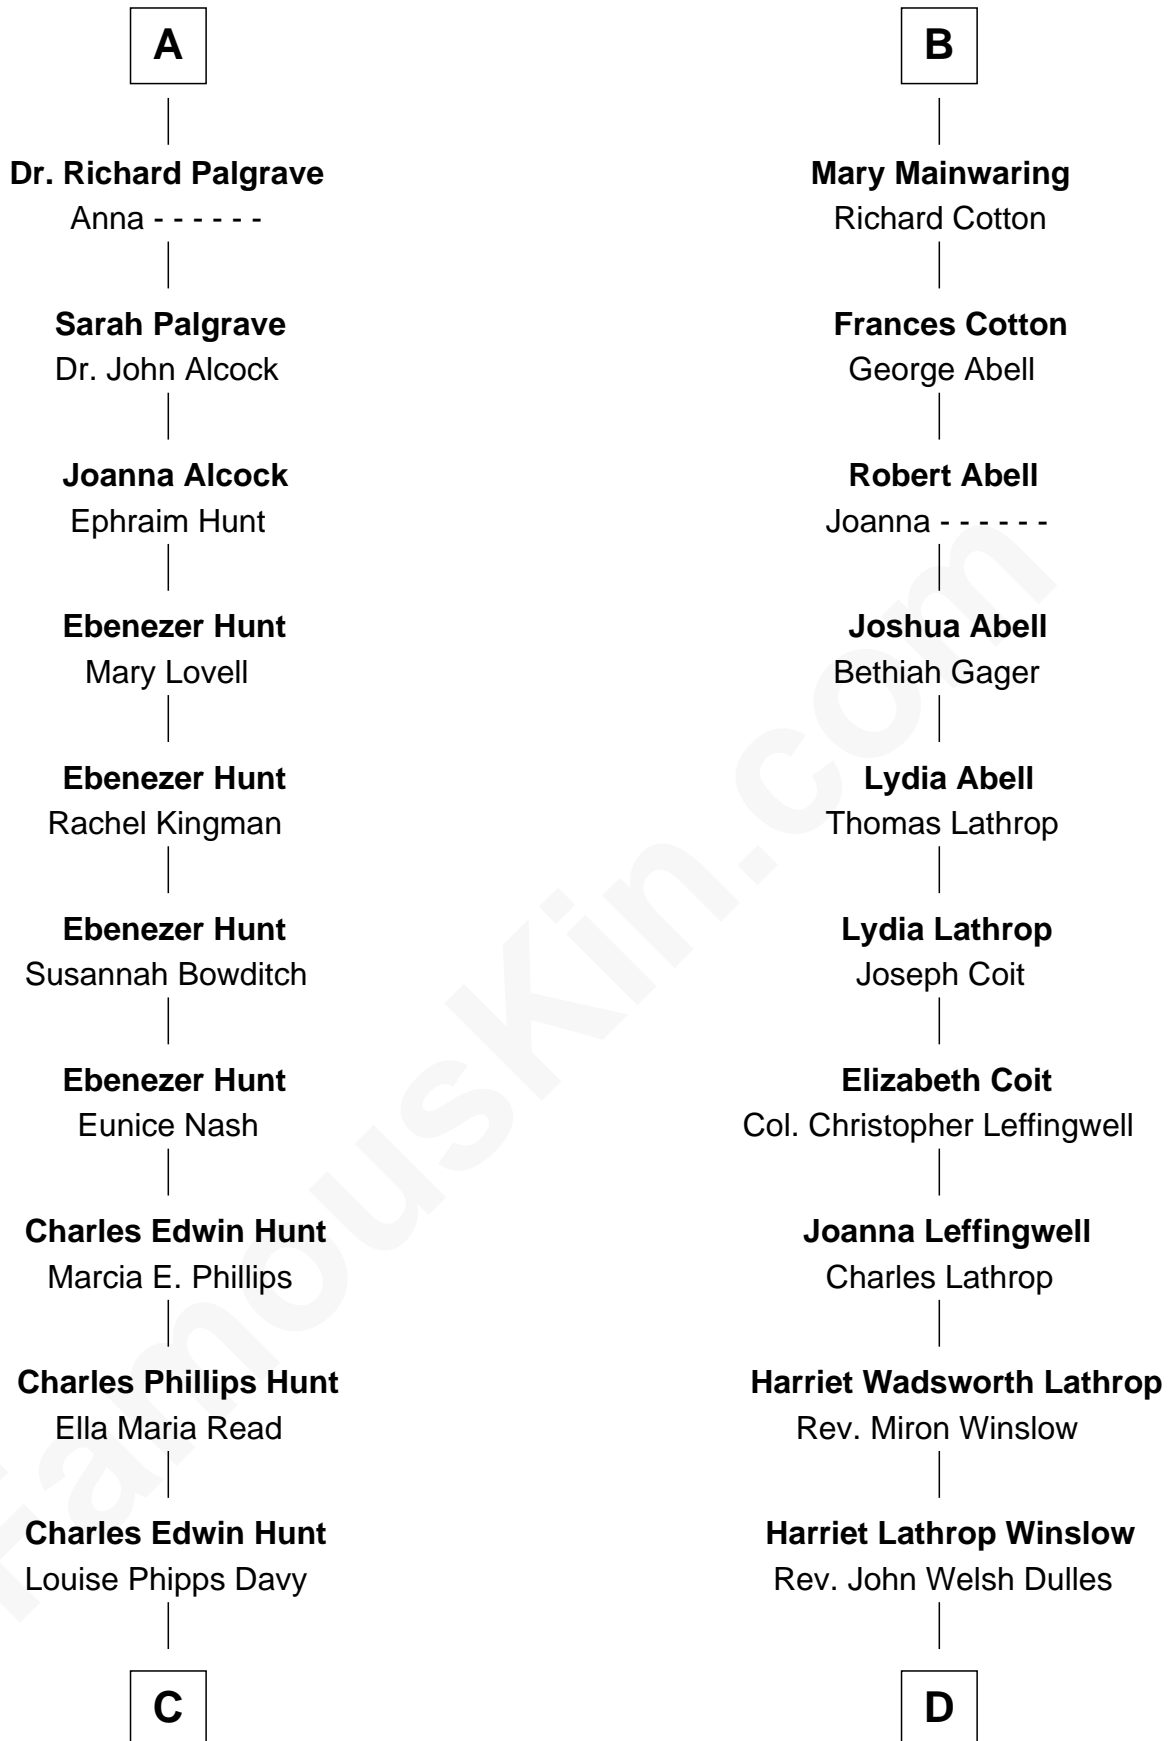 A
Dr. Richard Palgrave
Anna - - - - - -
Sarah Palgrave
Dr. John Alcock
Joanna Alcock
Ephraim Hunt
Ebenezer Hunt
Mary Lovell
Ebenezer Hunt
Rachel Kingman
Ebenezer Hunt
Susannah Bowditch
Ebenezer Hunt
Eunice Nash
Charles Edwin Hunt
Marcia E. Phillips
Charles Phillips Hunt
Ella Maria Read
Charles Edwin Hunt
Louise Phipps Davy
C
B
Mary Mainwaring
Richard Cotton
Frances Cotton
George Abell
Robert Abell
Joanna - - - - - -
Joshua Abell
Bethiah Gager
Lydia Abell
Thomas Lathrop
Lydia Lathrop
Joseph Coit
Elizabeth Coit
Col. Christopher Leffingwell
Joanna Leffingwell
Charles Lathrop
Harriet Wadsworth Lathrop
Rev. Miron Winslow
Harriet Lathrop Winslow
Rev. John Welsh Dulles
D
FamousKin.com